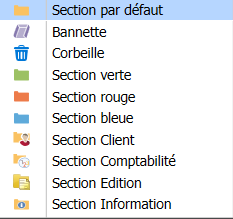 Section par défaut
Bannette
Corbeille
Section verte
Section rouge
Section bleue
Section Client
Section Comptabilité
Section Edition
Section Information